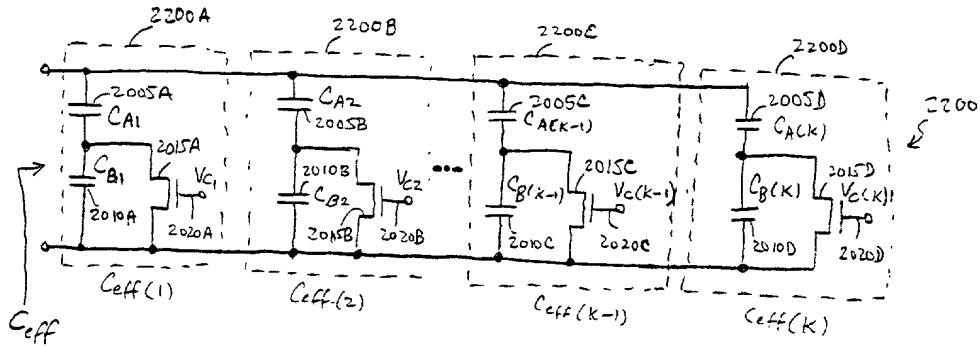 2200A
2200B
2200C
2200D
2200
2005A
CA1
CA2
2005B
2005C
CA(K-1)
2005D
CA(K)
2015A
CB1
VC1
2010A
2020A
2010B
CB2
VC2
2015B
2020B
2015C
CB(K-1)
VC(K-1)
2010C
2020C
2015D
CB(K)
VC(K)
2010D
2020D
Ceff
Ceff(1)
Ceff(2)
Ceff(K-1)
Ceff(K)